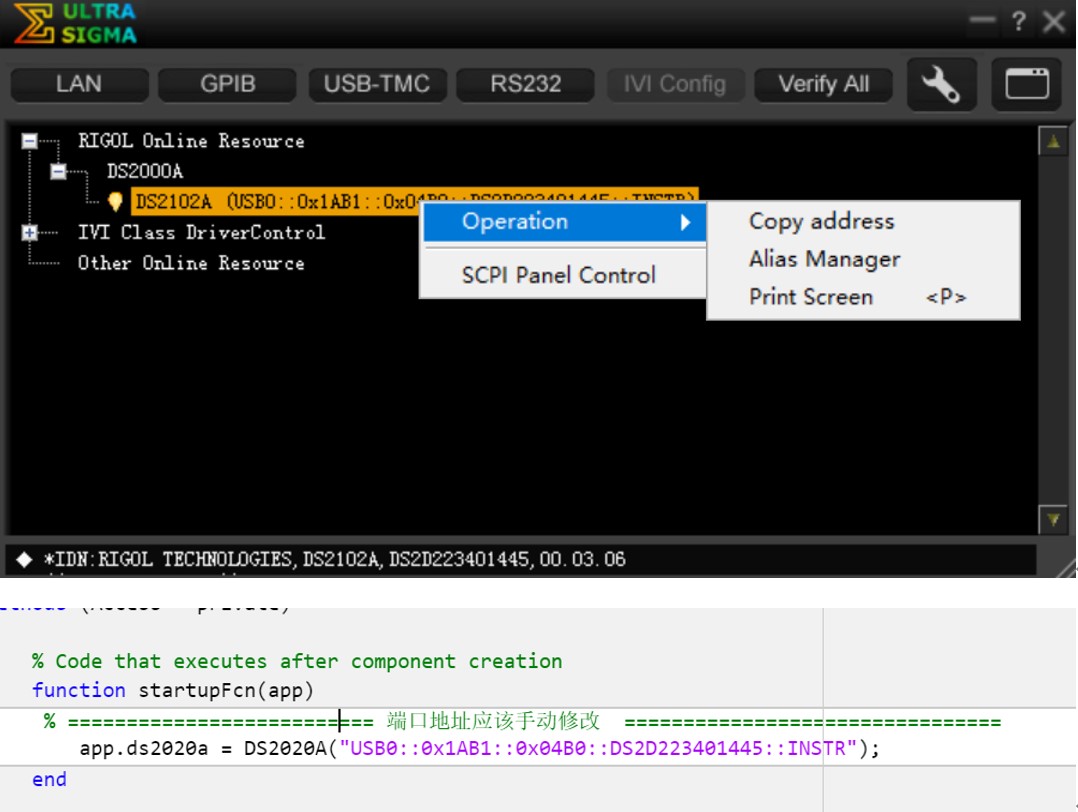 ULTRA
SIGMA
?
LAN GPIB USB-TMC RS232 IVI Config Verify All
RIGOL Online Resource
DS2000A
DS2102A (USB0::0x1AB1::0x04B0::DS2D223401445::INSTR)
Operation
SCPI Panel Control
Copy address
Alias Manager
Print Screen <P>
IVI Class DriverControl
Other Online Resource
*IDN:RIGOL TECHNOLOGIES,DS2102A,DS2D223401445,00.03.06
% Code that executes after component creation
function startupFcn(app)
% ========================== 端口地址应该手动修改 ================================
app.ds2020a = DS2020A("USB0::0x1AB1::0x04B0::DS2D223401445::INSTR");
end